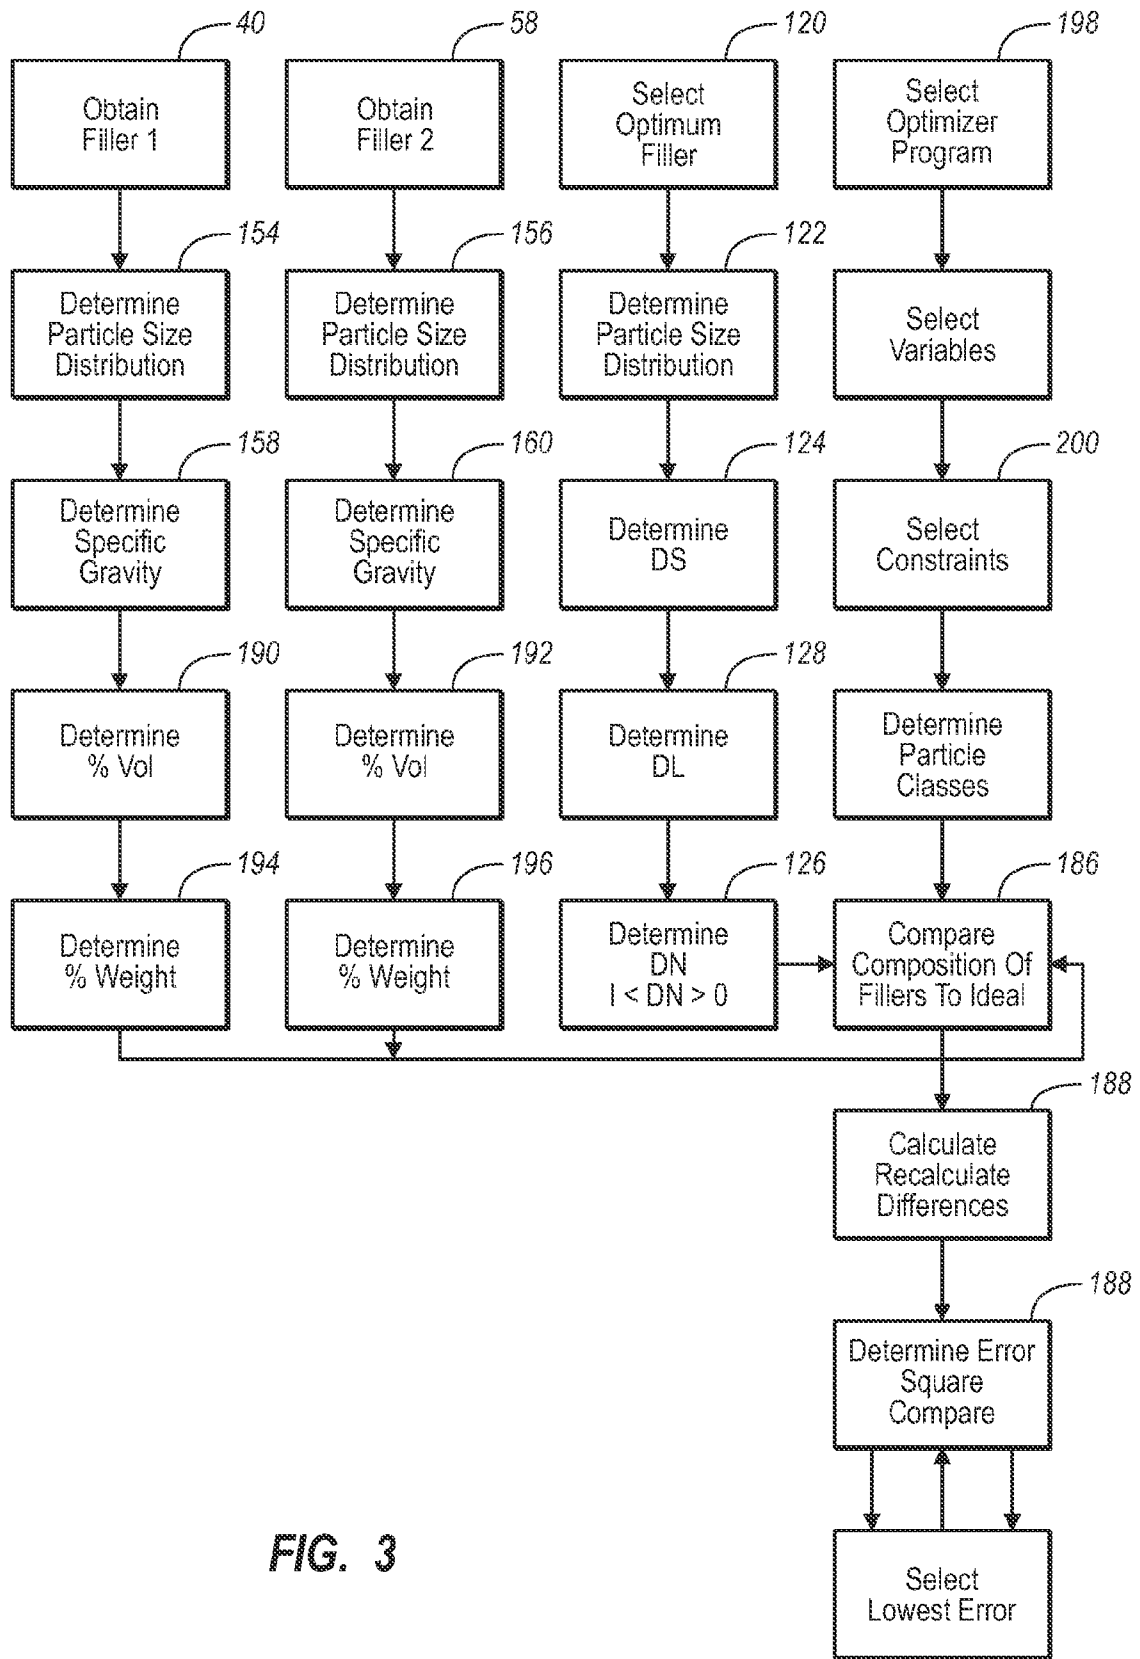 40
58
120
198
Obtain
Filler 1
Obtain
Filler 2
Select
Optimum
Filler
Select
Optimizer
Program
154
156
122
Determine
Particle Size
Distribution
Determine
Particle Size
Distribution
Determine
Particle Size
Distribution
Select
Variables
158
160
124
200
Determine
Specific
Gravity
Determine
Specific
Gravity
Determine
DS
Select
Constraints
190
192
128
Determine
% Vol
Determine
% Vol
Determine
DL
Determine
Particle
Classes
194
196
126
186
Determine
% Weight
Determine
% Weight
Determine
DN
I < DN > 0
Compare
Composition Of
Fillers To Ideal
188
Calculate
Recalculate
Differences
188
Determine Error
Square
Compare
Select
Lowest Error
FIG. 3